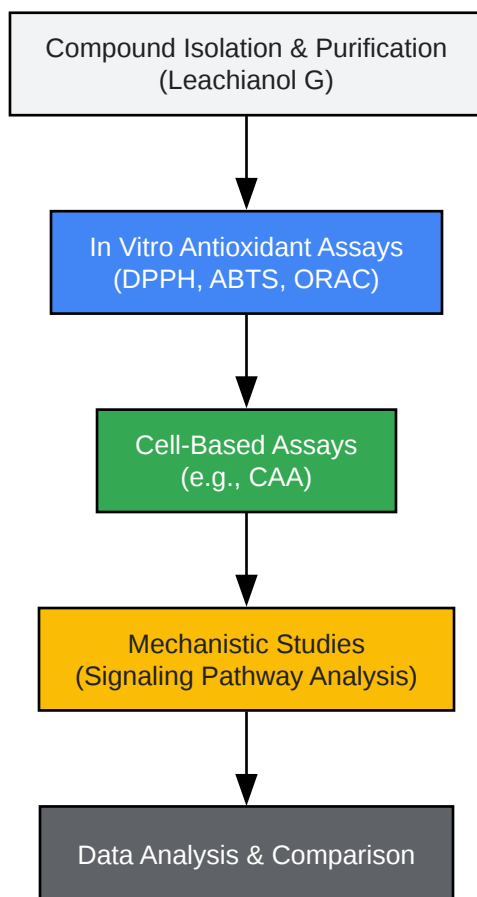 Compound Isolation & Purification
(Leachianol G)
In Vitro Antioxidant Assays
(DPPH, ABTS, ORAC)
Cell-Based Assays
(e.g., CAA)
Mechanistic Studies
(Signaling Pathway Analysis)
Data Analysis & Comparison